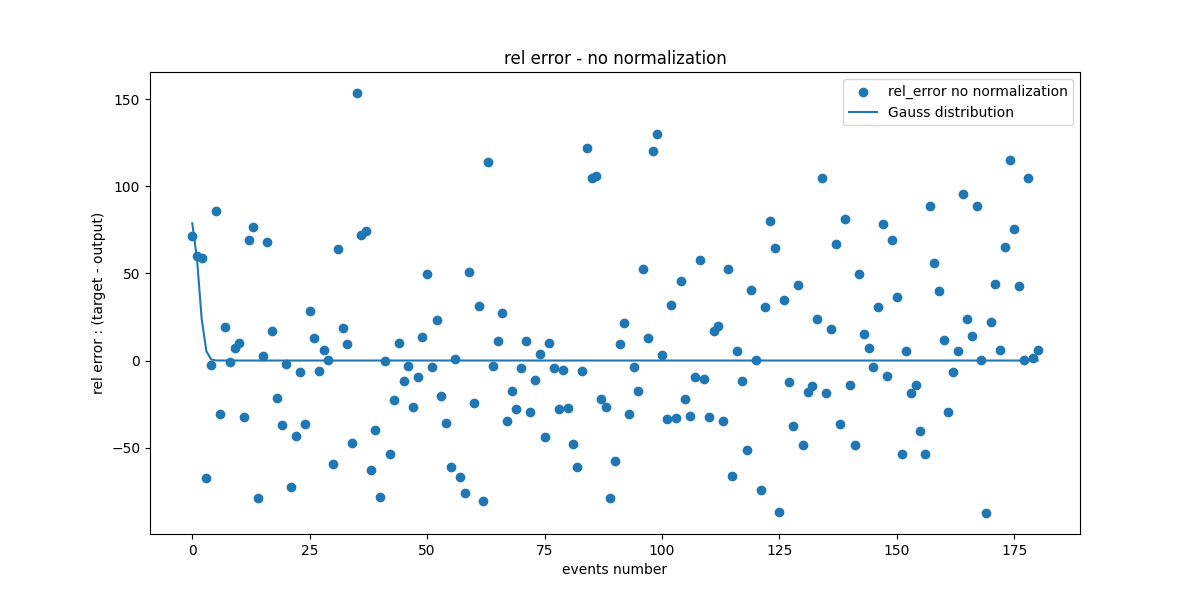 rel error - no normalization
rel_error no normalization
Gauss distribution
150
100
50
0
−50
rel error : (target - output)
0
25
50
75
100
125
150
175
events number